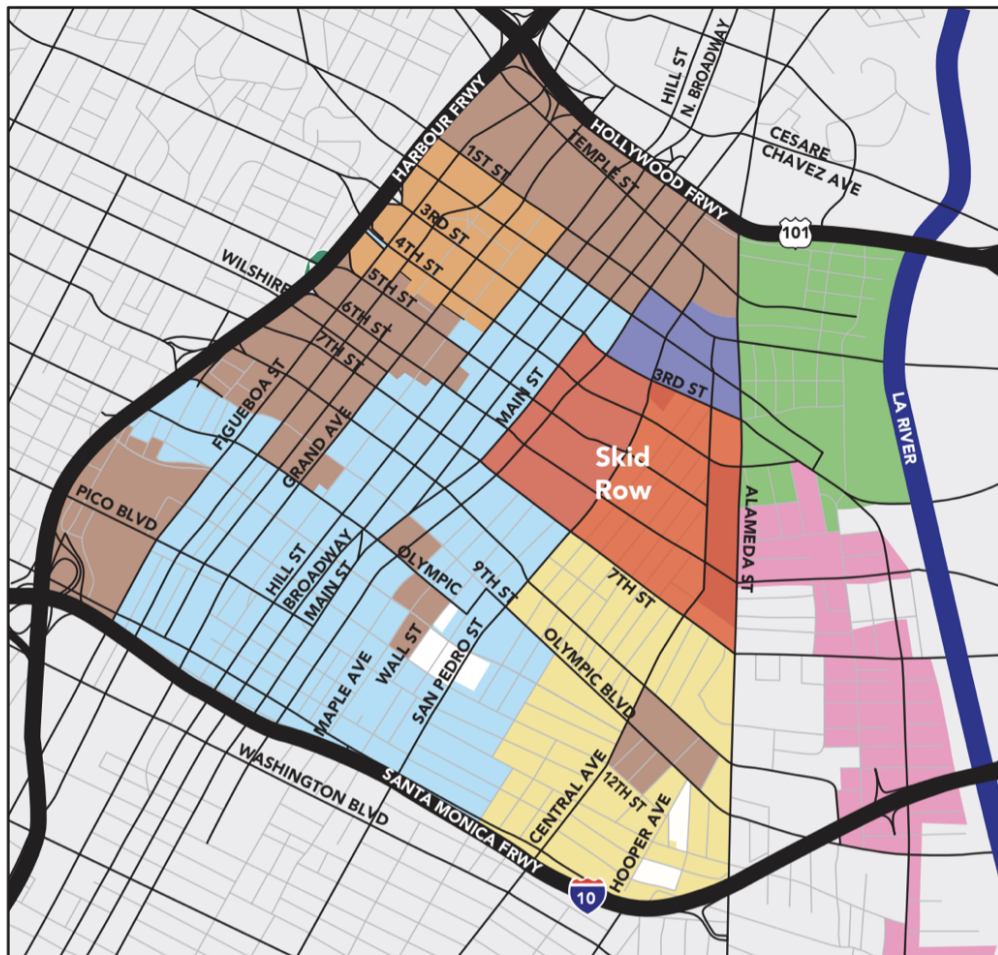 HILL ST
N. BROADWAY
HARBOUR FRWY
HOLLYWOOD FRWY
CESARE
CHAVEZ AVE
1ST ST
TEMPLE ST
101
3RD ST
4TH ST
WILSHIRE
5TH ST
6TH ST
7TH ST
3RD ST
MAIN ST
FIGUEBOA ST
GRAND AVE
LA RIVER
Skid
Row
PICO BLVD
ALAMEDA ST
HILL ST
BROADWAY
MAIN ST
OLYMPIC
9TH ST
7TH ST
WALL ST
SAN PEDRO ST
MAPLE AVE
OLYMPIC BLVD
WASHINGTON BLVD
SANTA MONICA FRWY
CENTRAL AVE
12TH ST
HOOPER AVE
10